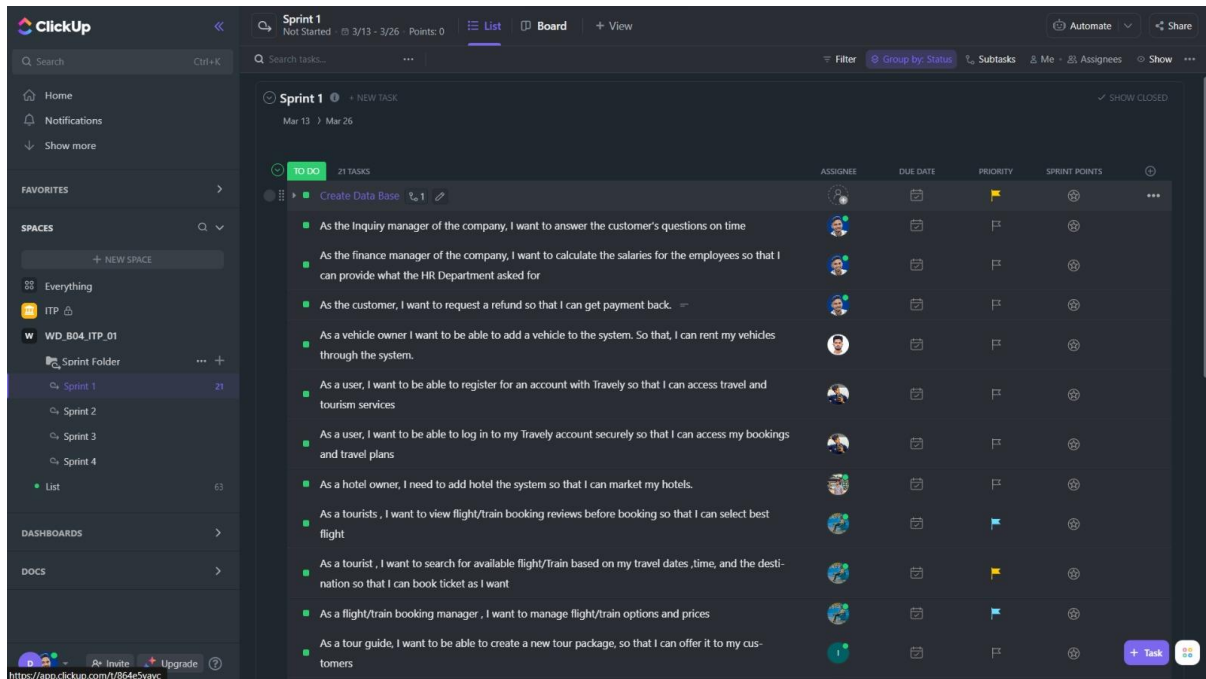 ClickUp
Search
Ctrl+K
Home
Notifications
Show more
FAVORITES
SPACES
+ NEW SPACE
Everything
ITP
W WD_B04_ITP_01
Sprint Folder
Sprint 1 21
Sprint 2
Sprint 3
Sprint 4
List 63
DASHBOARDS
DOCS
D
Invite
Upgrade
https://app.clickup.com/t/864e5vayc
Sprint 1
Not Started · 3/13 - 3/26 · Points: 0
List
Board
+ View
Automate
Share
Search tasks...
Filter
Group by: Status
Subtasks
Me · Assignees
Show
Sprint 1
+ NEW TASK
SHOW CLOSED
Mar 13 > Mar 26
TO DO 21 TASKS ASSIGNEE DUE DATE PRIORITY SPRINT POINTS
Create Data Base 1
As the Inquiry manager of the company, I want to answer the customer's questions on time
As the finance manager of the company, I want to calculate the salaries for the employees so that I
can provide what the HR Department asked for
As the customer, I want to request a refund so that I can get payment back.
As a vehicle owner I want to be able to add a vehicle to the system. So that, I can rent my vehicles
through the system.
As a user, I want to be able to register for an account with Travely so that I can access travel and
tourism services
As a user, I want to be able to log in to my Travely account securely so that I can access my bookings
and travel plans
As a hotel owner, I need to add hotel the system so that I can market my hotels.
As a tourists , I want to view flight/train booking reviews before booking so that I can select best
flight
As a tourist , I want to search for available flight/Train based on my travel dates ,time, and the desti-
nation so that I can book ticket as I want
As a flight/train booking manager , I want to manage flight/train options and prices
As a tour guide, I want to be able to create a new tour package, so that I can offer it to my cus-
tomers
I
+ Task